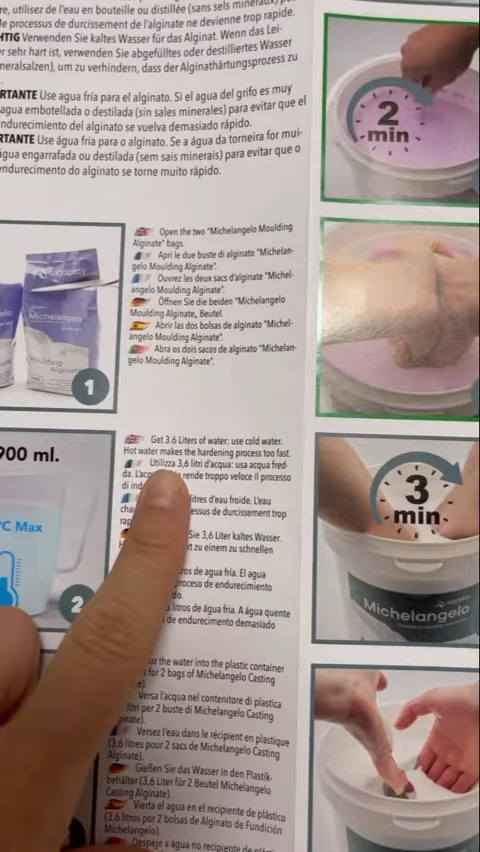 re, utilisez de l'eau en bouteille ou distillée (sans sels minéraux)
le processus de durcissement de l'alginate ne devienne trop rapide.
HTIG Verwenden Sie kaltes Wasser für das Alginat. Wenn das Lei-
r sehr hart ist, verwenden Sie abgefülltes oder destilliertes Wasser
neralsalzen), um zu verhindern, dass der Alginathärtungsprozess zu
RTANTE Use agua fría para el alginato. Si el agua del grifo es muy
agua embotellada o destilada (sin sales minerales) para evitar que el
ndurecimiento del alginato se vuelva demasiado rápido.
RTANTE Use água fria para o alginato. Se a água da torneira for mui-
água engarrafada ou destilada (sem sais minerais) para evitar que o
endurecimento do alginato se torne muito rápido.
2
min
Open the two "Michelangelo Moulding
Alginate" bags.
Apri le due buste di alginato "Michelan-
gelo Moulding Alginate".
Ouvrez les deux sacs d'alginate "Michel-
angelo Moulding Alginate".
Öffnen Sie die beiden "Michelangelo
Moulding Alginate, Beutel.
Abrir las dos bolsas de alginato "Michel-
angelo Moulding Alginate".
Abra os dois sacos de alginato "Michelan-
gelo Moulding Alginate".
Michelangelo
Moulding
Alginate
1
900 ml.
°C Max
2
Get 3.6 Liters of water: use cold water.
Hot water makes the hardening process too fast.
Utilizza 3,6 litri d'acqua: usa acqua fred-
da. L'acq rende troppo veloce il processo
di ind
litres d'eau froide. L'eau
cha essus de durcissement trop
rap
Sie 3,6 Liter kaltes Wasser.
H rt zu einem zu schnellen
ros de agua fría. El agua
proceso de endurecimiento
do.
litros de água fria. A água quente
de endurecimento demasiado
3
min
Michelangelo
ur the water into the plastic container
s for 2 bags of Michelangelo Casting
e).
Versa l'acqua nel contenitore di plastica
litri per 2 buste di Michelangelo Casting
ginate).
Versez l'eau dans le récipient en plastique
(3,6 litres pour 2 sacs de Michelangelo Casting
Alginate).
Gießen Sie das Wasser in den Plastik-
behälter (3,6 Liter für 2 Beutel Michelangelo
Casting Alginate).
Vierta el agua en el recipiente de plástico
(3,6 litros por 2 bolsas de Alginato de Fundición
Michelangelo).
Despeje a água no recipiente de